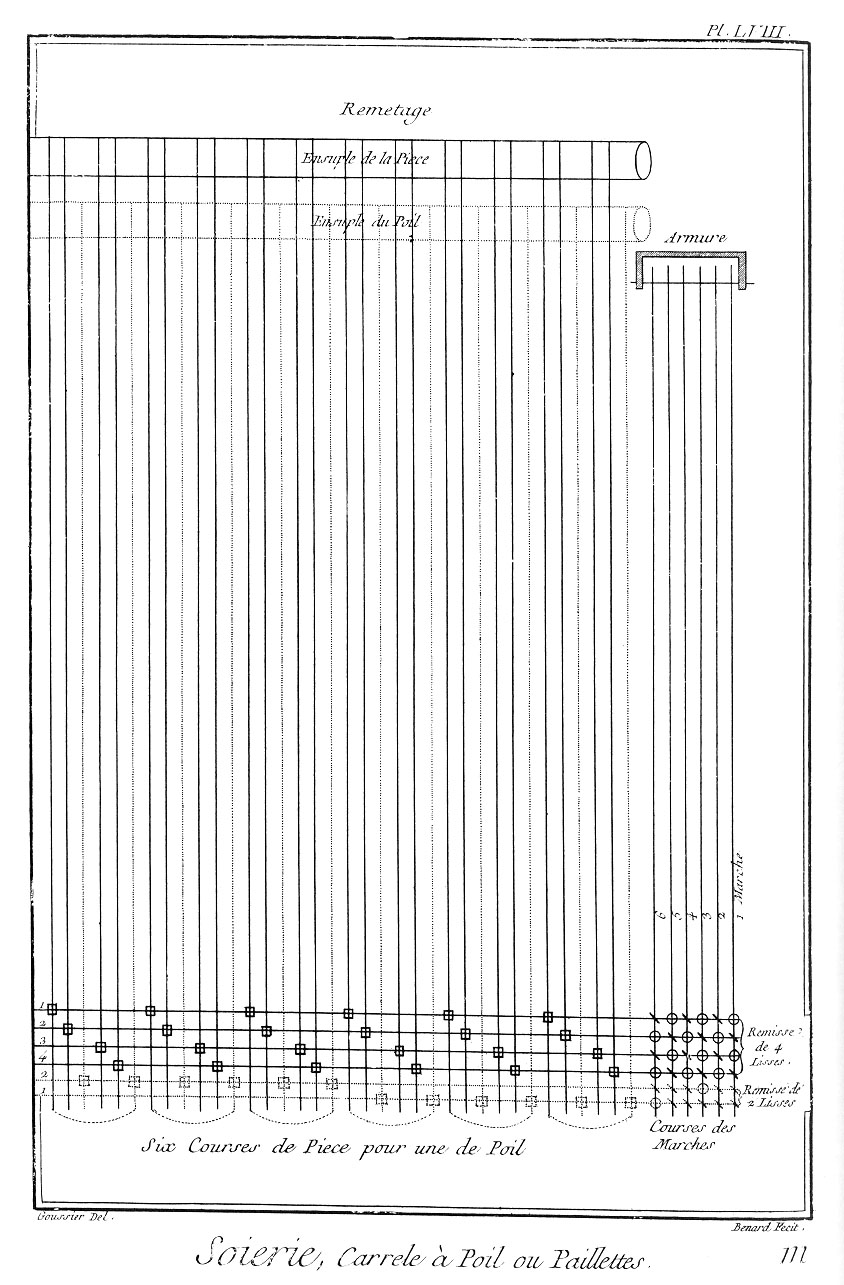 Pl. LVIII.
Remetage
Ensuple de la Piece
Ensuple du Poil
Armure
6 5 4 3 2 1 Marche
1
2
3
4
2
1
Remisse
de 4
Lisses.
Remisse de
2 Lisses
Courses des
Marches
Six Courses de Piece pour une de Poil
Goussier Del.
Benard Fecit.
Soierie, Carrele à Poil ou Paillettes.